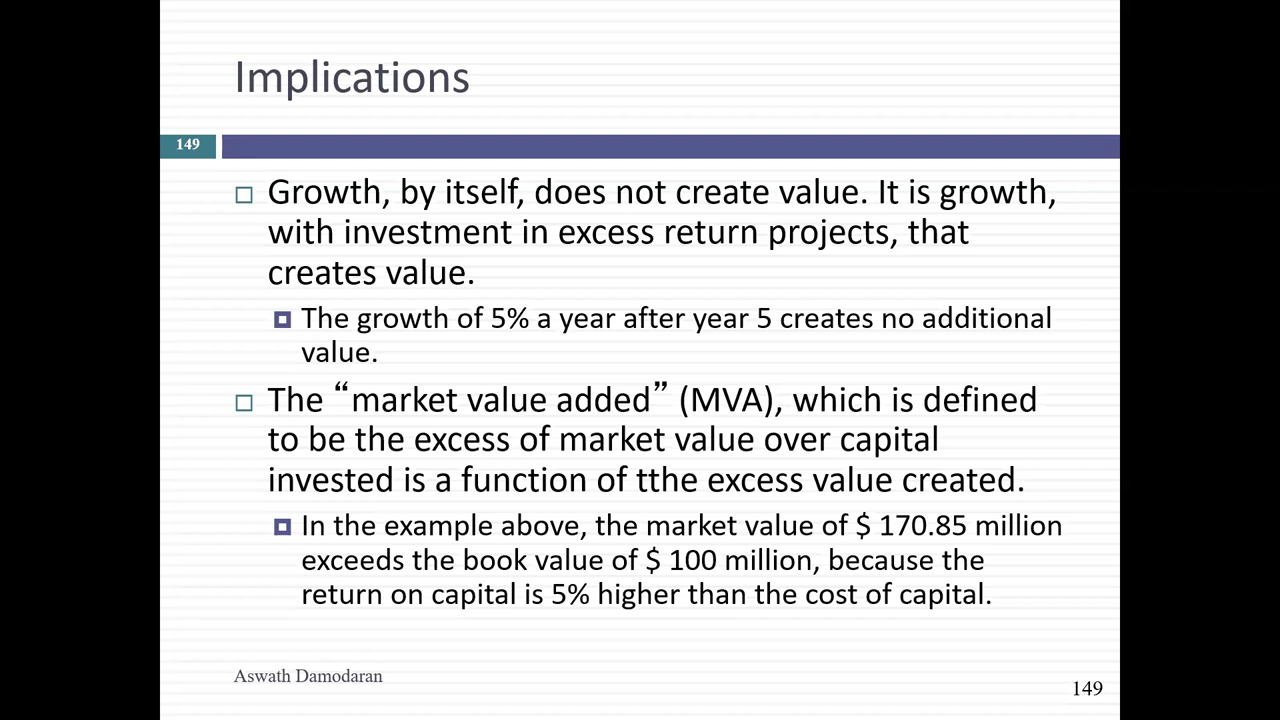 Implications
149
Growth, by itself, does not create value. It is growth,
with investment in excess return projects, that
creates value.
The growth of 5% a year after year 5 creates no additional
value.
The “market value added” (MVA), which is defined
to be the excess of market value over capital
invested is a function of tthe excess value created.
In the example above, the market value of $ 170.85 million
exceeds the book value of $ 100 million, because the
return on capital is 5% higher than the cost of capital.
Aswath Damodaran
149